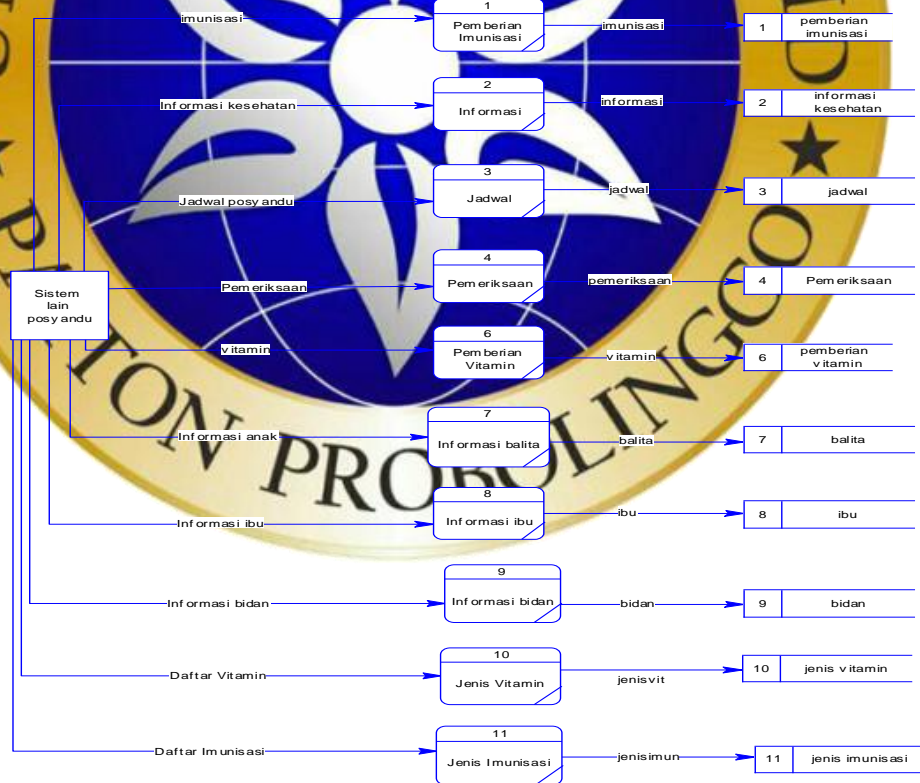 imunisasi
1
Pemberian
Imunisasi
imunisasi
1
pemberian
imunisasi
Informasi kesehatan
2
Informasi
informasi
2
informasi
kesehatan
Jadwal posyandu
3
Jadwal
jadwal
3
jadwal
Sistem
lain
posyandu
Pemeriksaan
4
Pemeriksaan
pemeriksaan
4
Pemeriksaan
vitamin
6
Pemberian
Vitamin
vitamin
6
pemberian
vitamin
Informasi anak
7
Informasi balita
balita
7
balita
Informasi ibu
8
Informasi ibu
ibu
8
ibu
Informasi bidan
9
Informasi bidan
bidan
9
bidan
Daftar Vitamin
10
Jenis Vitamin
jenisvit
10
jenis vitamin
Daftar Imunisasi
11
Jenis Imunisasi
jenisimun
11
jenis imunisasi
PROBOLINGGO